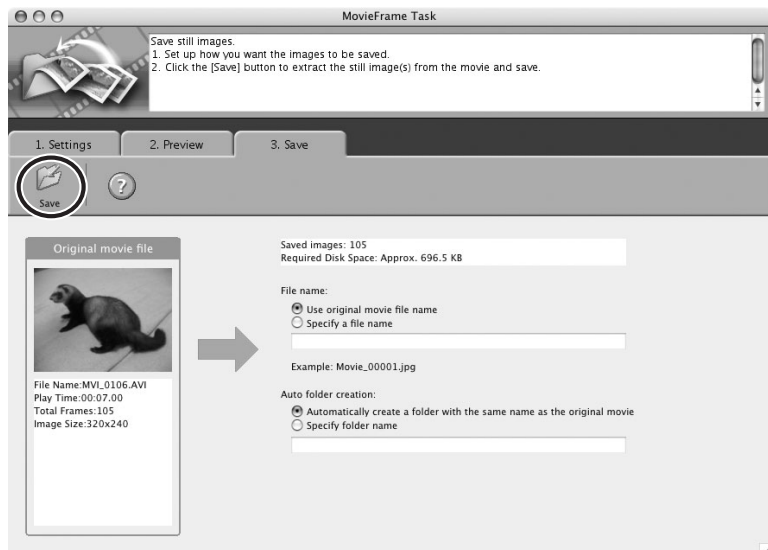 MovieFrame Task
Save still images.
1. Set up how you want the images to be saved.
2. Click the [Save] button to extract the still image(s) from the movie and save.
1. Settings
2. Preview
3. Save
Save
?
Original movie file
File Name:MVI_0106.AVI
Play Time:00:07.00
Total Frames:105
Image Size:320x240
Saved images: 105
Required Disk Space: Approx. 696.5 KB
File name:
Use original movie file name
Specify a file name
Example: Movie_00001.jpg
Auto folder creation:
Automatically create a folder with the same name as the original movie
Specify folder name